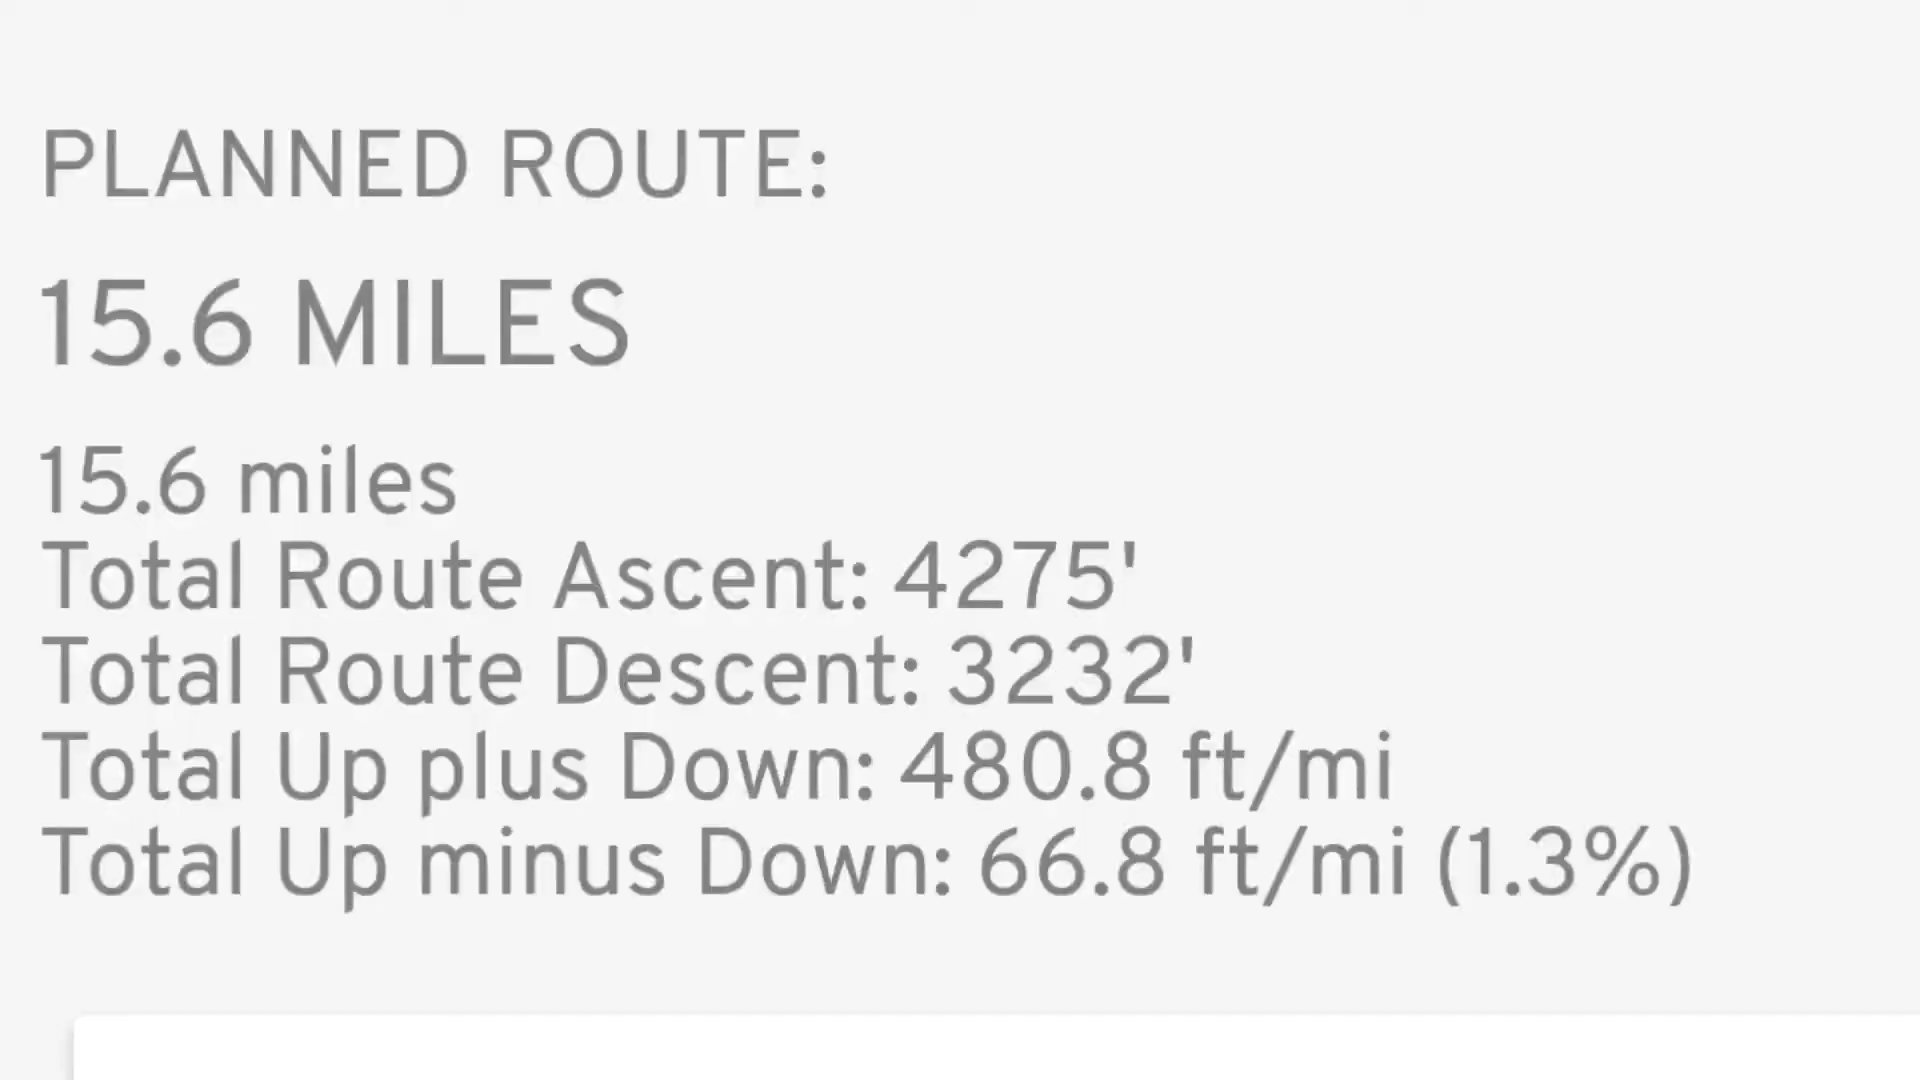 PLANNED ROUTE:
15.6 MILES
15.6 miles
Total Route Ascent: 4275'
Total Route Descent: 3232'
Total Up plus Down: 480.8 ft/mi
Total Up minus Down: 66.8 ft/mi (1.3%)